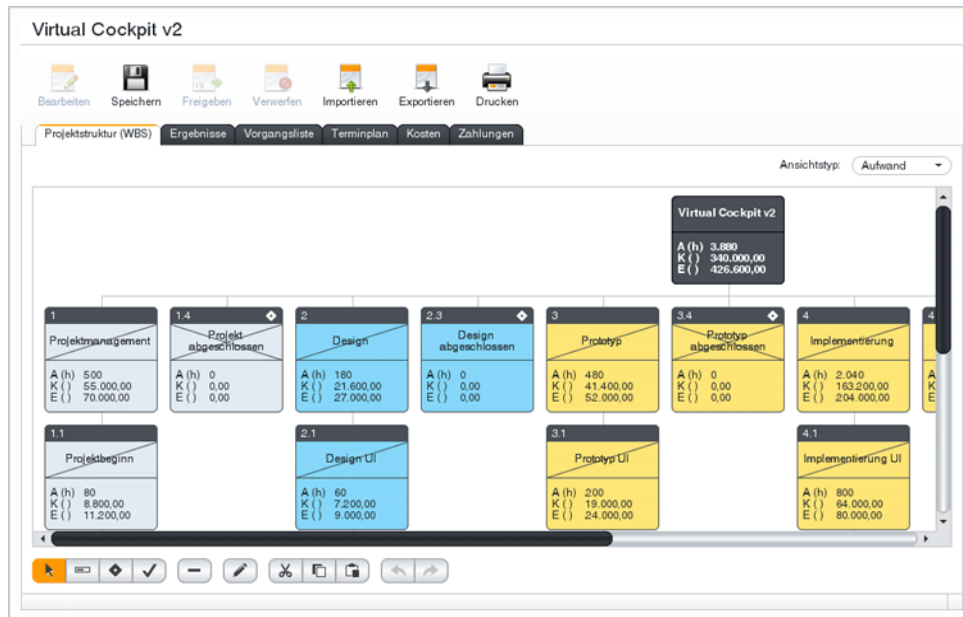 Virtual Cockpit v2
Bearbeiten Speichern Freigeben Verwerfen Importieren Exportieren Drucken
Projektstruktur (WBS) Ergebnisse Vorgangsliste Terminplan Kosten Zahlungen
Ansichtstyp: Aufwand
Virtual Cockpit v2
A (h) 3.880
K ( ) 340.000,00
E ( ) 426.600,00
1
Projektmanagement
A (h) 500
K ( ) 55.000,00
E ( ) 70.000,00
1.4
Projekt
abgeschlossen
A (h) 0
K ( ) 0,00
E ( ) 0,00
2
Design
A (h) 180
K ( ) 21.600,00
E ( ) 27.000,00
2.3
Design
abgeschlossen
A (h) 0
K ( ) 0,00
E ( ) 0,00
3
Prototyp
A (h) 480
K ( ) 41.400,00
E ( ) 52.000,00
3.4
Prototyp
abgeschlossen
A (h) 0
K ( ) 0,00
E ( ) 0,00
4
Implementierung
A (h) 2.040
K ( ) 163.200,00
E ( ) 204.000,00
4
A
K
E
1.1
Projektbeginn
A (h) 80
K ( ) 8.800,00
E ( ) 11.200,00
2.1
Design UI
A (h) 60
K ( ) 7.200,00
E ( ) 9.000,00
3.1
Prototyp UI
A (h) 200
K ( ) 19.000,00
E ( ) 24.000,00
4.1
Implementierung UI
A (h) 800
K ( ) 64.000,00
E ( ) 80.000,00